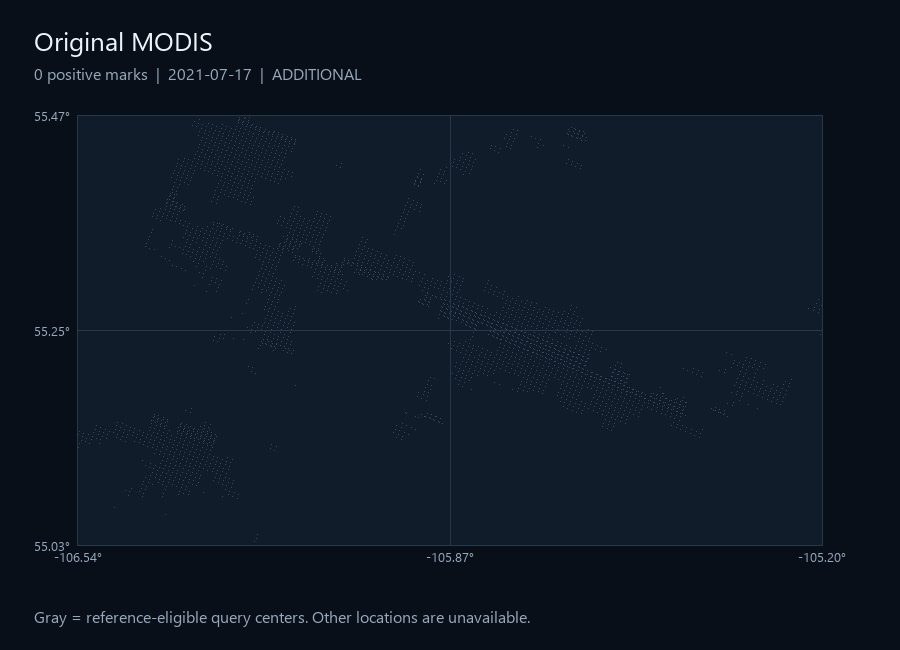 Original MODIS
0 positive marks | 2021-07-17 | ADDITIONAL
55.47°
55.25°
55.03°
-106.54° -105.87° -105.20°
Gray = reference-eligible query centers. Other locations are unavailable.